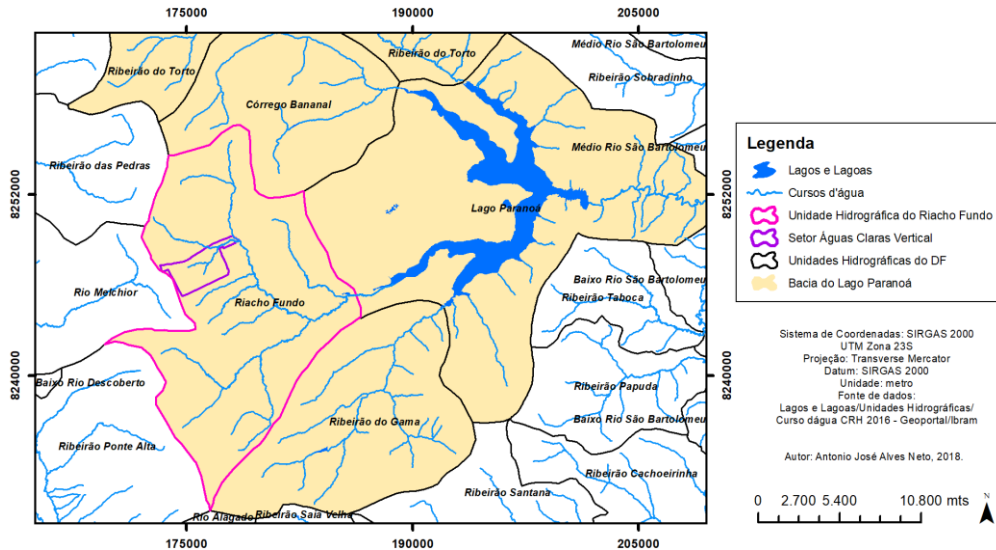 175000 190000 205000
Ribeirão do Torto
Médio Rio São Bartolomeu
Ribeirão do Torto
Ribeirão Sobradinho
Córrego Bananal
Médio Rio São Bartolomeu
Ribeirão das Pedras
8252000 8252000
Lago Paranoá
Baixo Rio São Bartolomeu
Rio Melchior
Ribeirão Taboca
Riacho Fundo
8240000 8240000
Baixo Rio Descoberto
Ribeirão Papuda
Ribeirão do Gama
Baixo Rio São Bartolomeu
Ribeirão Ponte Alta
Ribeirão Cachoeirinha
Ribeirão Santana
Rio Alagado
Ribeirão Saia Velha
175000 190000 205000
Legenda
Lagos e Lagoas
Cursos d'água
Unidade Hidrográfica do Riacho Fundo
Setor Águas Claras Vertical
Unidades Hidrográficas do DF
Bacia do Lago Paranoá
Sistema de Coordenadas: SIRGAS 2000
UTM Zona 23S
Projeção: Transverse Mercator
Datum: SIRGAS 2000
Unidade: metro
Fonte de dados:
Lagos e Lagoas/Unidades Hidrográficas/
Curso dágua CRH 2016 - Geoportal/Ibram
Autor: Antonio José Alves Neto, 2018.
0 2.700 5.400 10.800 mts
N